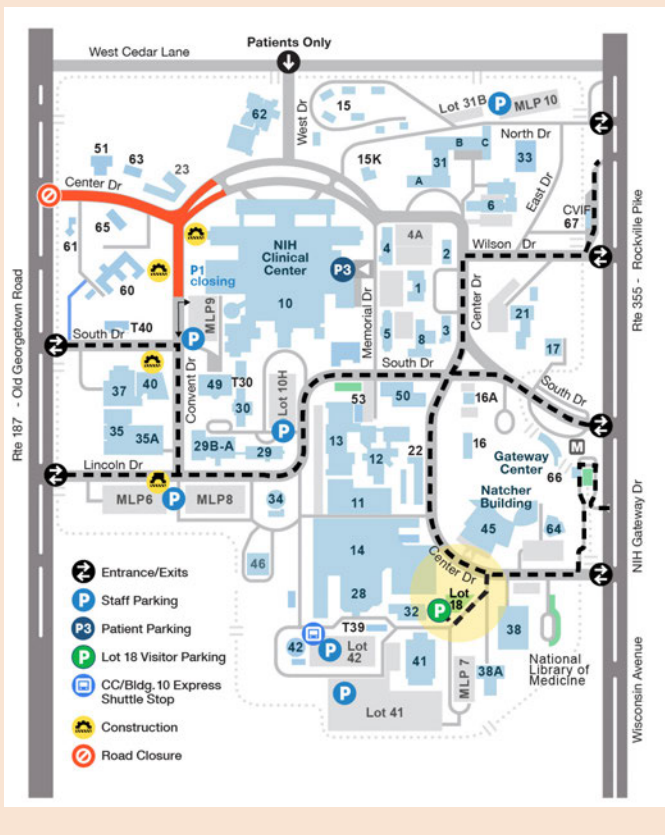 Patients Only
West Cedar Lane
Lot 31B
P
MLP 10
15
West Dr
62
North Dr
51
63
23
15K
31
B
C
33
A
Center Dr
East Dr
6
CVIF
67
65
61
4A
Wilson Dr
NIH
Clinical
Center
4
2
P3
60
P1
closing
10
1
Memorial Dr
Center Dr
21
MLP9
T40
South Dr
P
5
8
3
17
South Dr
Convent Dr
37
40
49
T30
30
Lot 10H
53
50
16A
South Dr
35
35A
29B-A
29
P
13
12
22
16
Gateway
Center
M
Lincoln Dr
66
MLP6
P
MLP8
34
11
Natcher
Building
45
64
46
14
Center Dr
28
Lot
18
P
32
38
T39
42
P
Lot
42
41
MLP 7
38A
National
Library of
Medicine
P
Lot 41
Rte 187 - Old Georgetown Road
Rte 355 - Rockville Pike
NIH Gateway Dr
Wisconsin Avenue
Entrance/Exits
P
Staff Parking
P3
Patient Parking
P
Lot 18 Visitor Parking
CC/Bldg.10 Express
Shuttle Stop
Construction
Road Closure